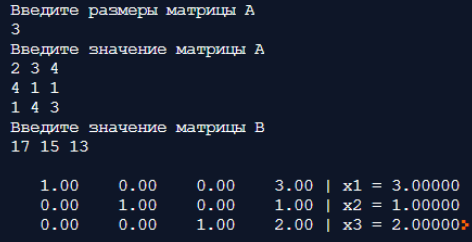 Введите размеры матрицы A
3
Введите значение матрицы A
2 3 4
4 1 1
1 4 3
Введите значение матрицы B
17 15 13
1.00 0.00 0.00 3.00 | x1 = 3.00000
0.00 1.00 0.00 1.00 | x2 = 1.00000
0.00 0.00 1.00 2.00 | x3 = 2.00000